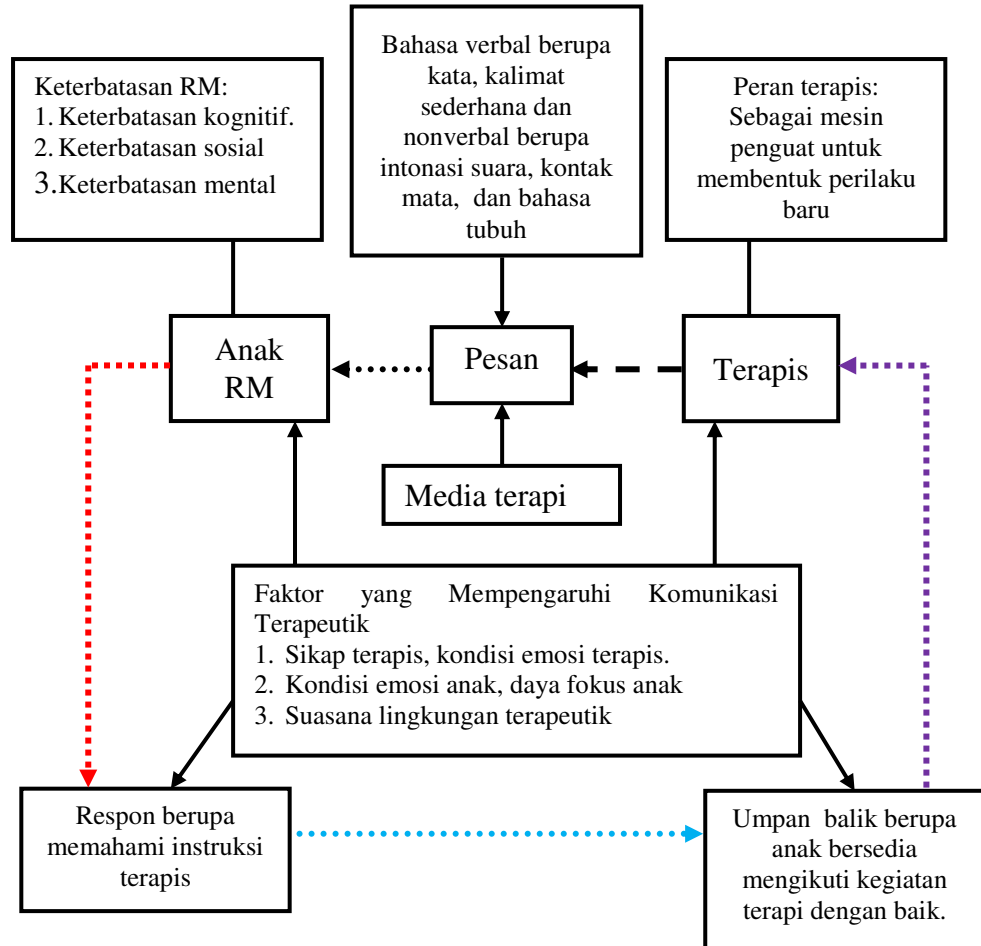 Keterbatasan RM:
1. Keterbatasan kognitif.
2. Keterbatasan sosial
3. Keterbatasan mental
Bahasa verbal berupa
kata, kalimat
sederhana dan
nonverbal berupa
intonasi suara, kontak
mata, dan bahasa
tubuh
Peran terapis:
Sebagai mesin
penguat untuk
membentuk perilaku
baru
Anak
RM
Pesan
Terapis
Media terapi
Faktor yang Mempengaruhi Komunikasi
Terapeutik
1. Sikap terapis, kondisi emosi terapis.
2. Kondisi emosi anak, daya fokus anak
3. Suasana lingkungan terapeutik
Respon berupa
memahami instruksi
terapis
Umpan balik berupa
anak bersedia
mengikuti kegiatan
terapi dengan baik.